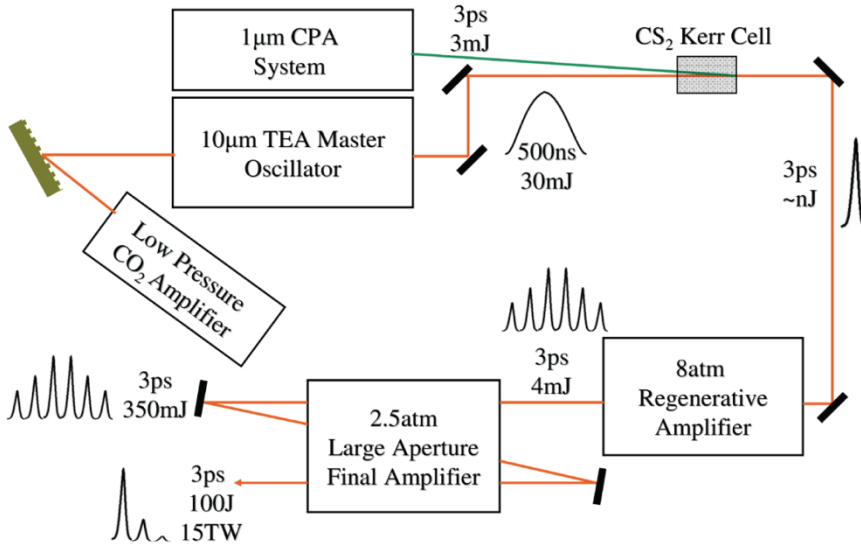 1μm CPA
System
3ps
3mJ
CS₂ Kerr Cell
10μm TEA Master
Oscillator
500ns
30mJ
3ps
~nJ
Low Pressure
CO₂ Amplifier
3ps
350mJ
3ps
4mJ
8atm
Regenerative
Amplifier
2.5atm
Large Aperture
Final Amplifier
3ps
100J
15TW